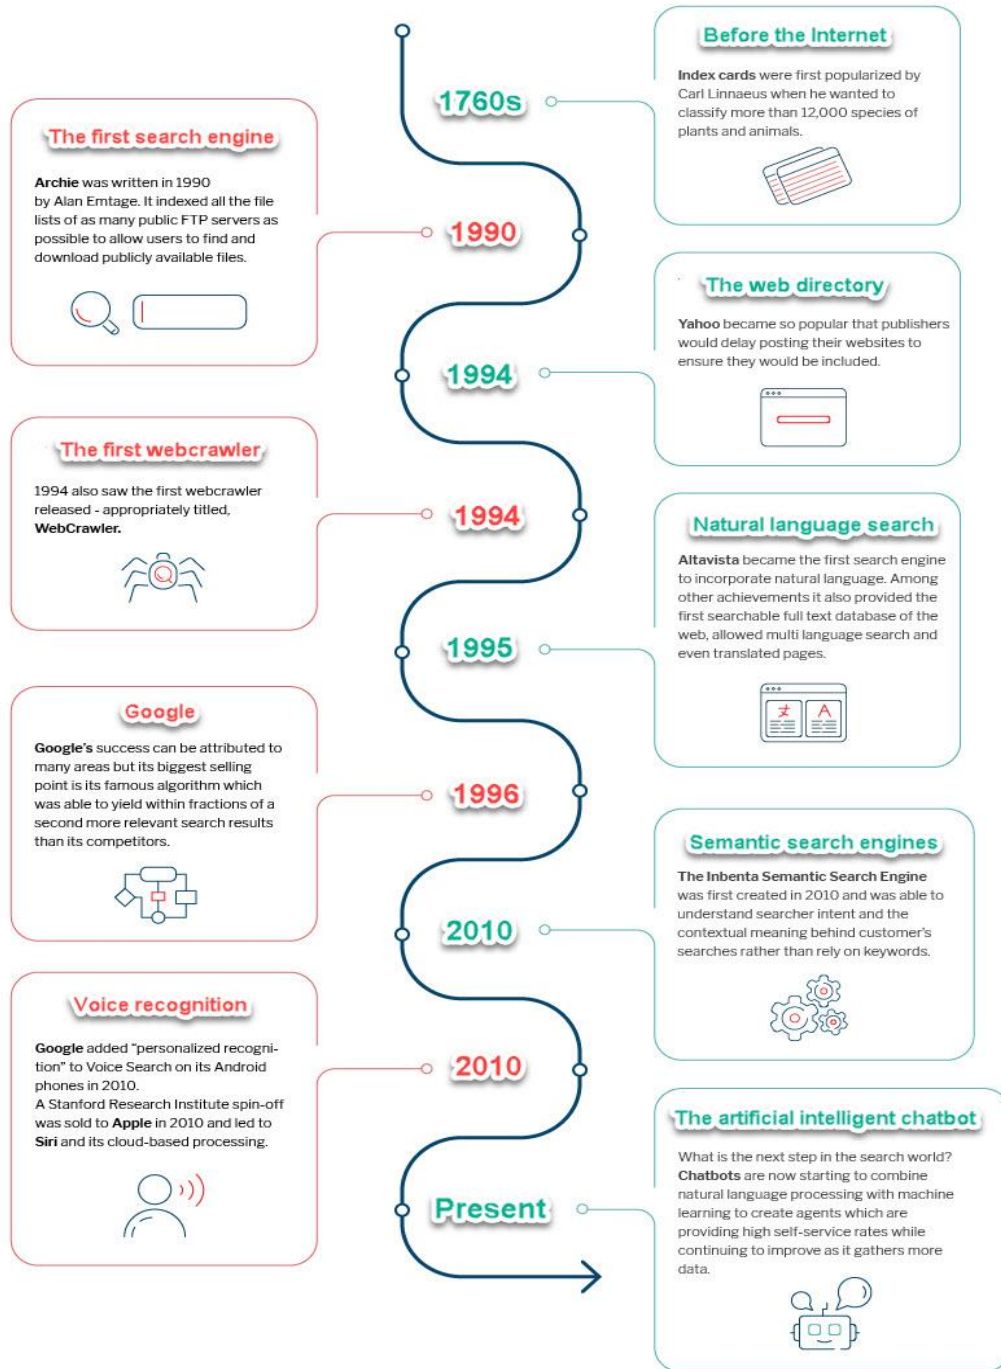 Before the Internet
1760s
Index cards were first popularized by
Carl Linnaeus when he wanted to
classify more than 12,000 species of
plants and animals.
The first search engine
Archie was written in 1990
by Alan Emtage. It indexed all the file
lists of as many public FTP servers as
possible to allow users to find and
download publicly available files.
1990
The web directory
Yahoo became so popular that publishers
would delay posting their websites to
ensure they would be included.
1994
The first webcrawler
1994 also saw the first webcrawler
released - appropriately titled,
WebCrawler.
1994
Natural language search
Altavista became the first search engine
to incorporate natural language. Among
other achievements it also provided the
first searchable full text database of the
web, allowed multi language search and
even translated pages.
1995
A
Google
Google's success can be attributed to
many areas but its biggest selling
point is its famous algorithm which
was able to yield within fractions of a
second more relevant search results
than its competitors.
1996
Semantic search engines
The Inbenta Semantic Search Engine
was first created in 2010 and was able to
understand searcher intent and the
contextual meaning behind customer's
searches rather than rely on keywords.
2010
Voice recognition
Google added “personalized recogni-
tion” to Voice Search on its Android
phones in 2010.
A Stanford Research Institute spin-off
was sold to Apple in 2010 and led to
Siri and its cloud-based processing.
2010
The artificial intelligent chatbot
What is the next step in the search world?
Chatbots are now starting to combine
natural language processing with machine
learning to create agents which are
providing high self-service rates while
continuing to improve as it gathers more
data.
Present